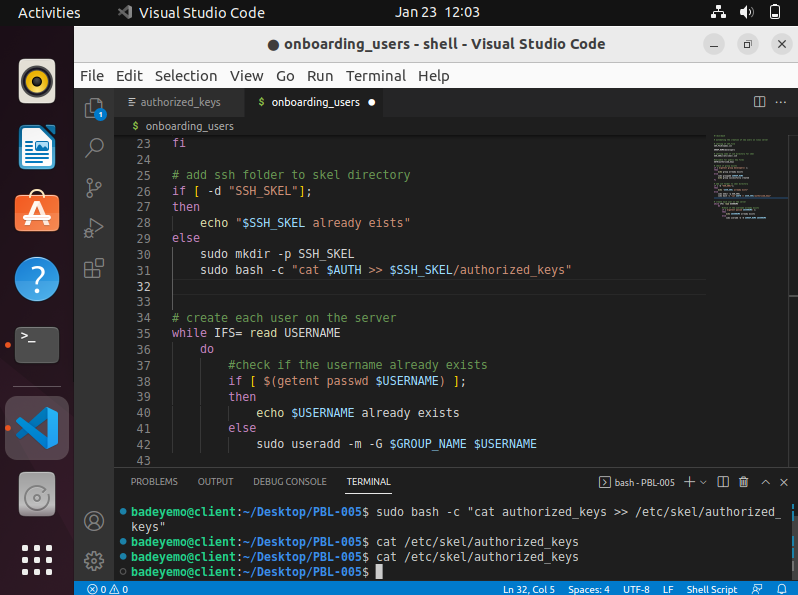 Activities
Visual Studio Code
Jan 23 12:03
● onboarding_users - shell - Visual Studio Code
File Edit Selection View Go Run Terminal Help
authorized_keys
$ onboarding_users ●
1
$ onboarding_users
23 fi
24
25 # add ssh folder to skel directory
26 if [ -d "SSH_SKEL"];
27 then
28 echo "$SSH_SKEL already eists"
29 else
30 sudo mkdir -p SSH_SKEL
31 sudo bash -c "cat $AUTH >> $SSH_SKEL/authorized_keys"
32
33
34 # create each user on the server
35 while IFS= read USERNAME
36 do
37 #check if the username already exists
38 if [ $(getent passwd $USERNAME) ];
39 then
40 echo $USERNAME already exists
41 else
42 sudo useradd -m -G $GROUP_NAME $USERNAME
43
PROBLEMS OUTPUT DEBUG CONSOLE TERMINAL
bash - PBL-005
badeyemo@client:~/Desktop/PBL-005$ sudo bash -c "cat authorized_keys >> /etc/skel/authorized_
keys"
badeyemo@client:~/Desktop/PBL-005$ cat /etc/skel/authorized_keys
badeyemo@client:~/Desktop/PBL-005$ cat /etc/skel/authorized_keys
badeyemo@client:~/Desktop/PBL-005$
0 0
Ln 32, Col 5 Spaces: 4 UTF-8 LF Shell Script